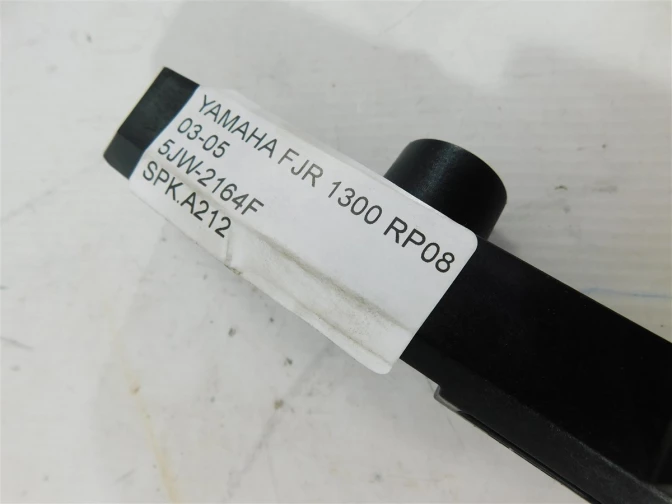 YAMAHA FJR 1300 RP08
03-05
5JW-2164F
SPK.A212